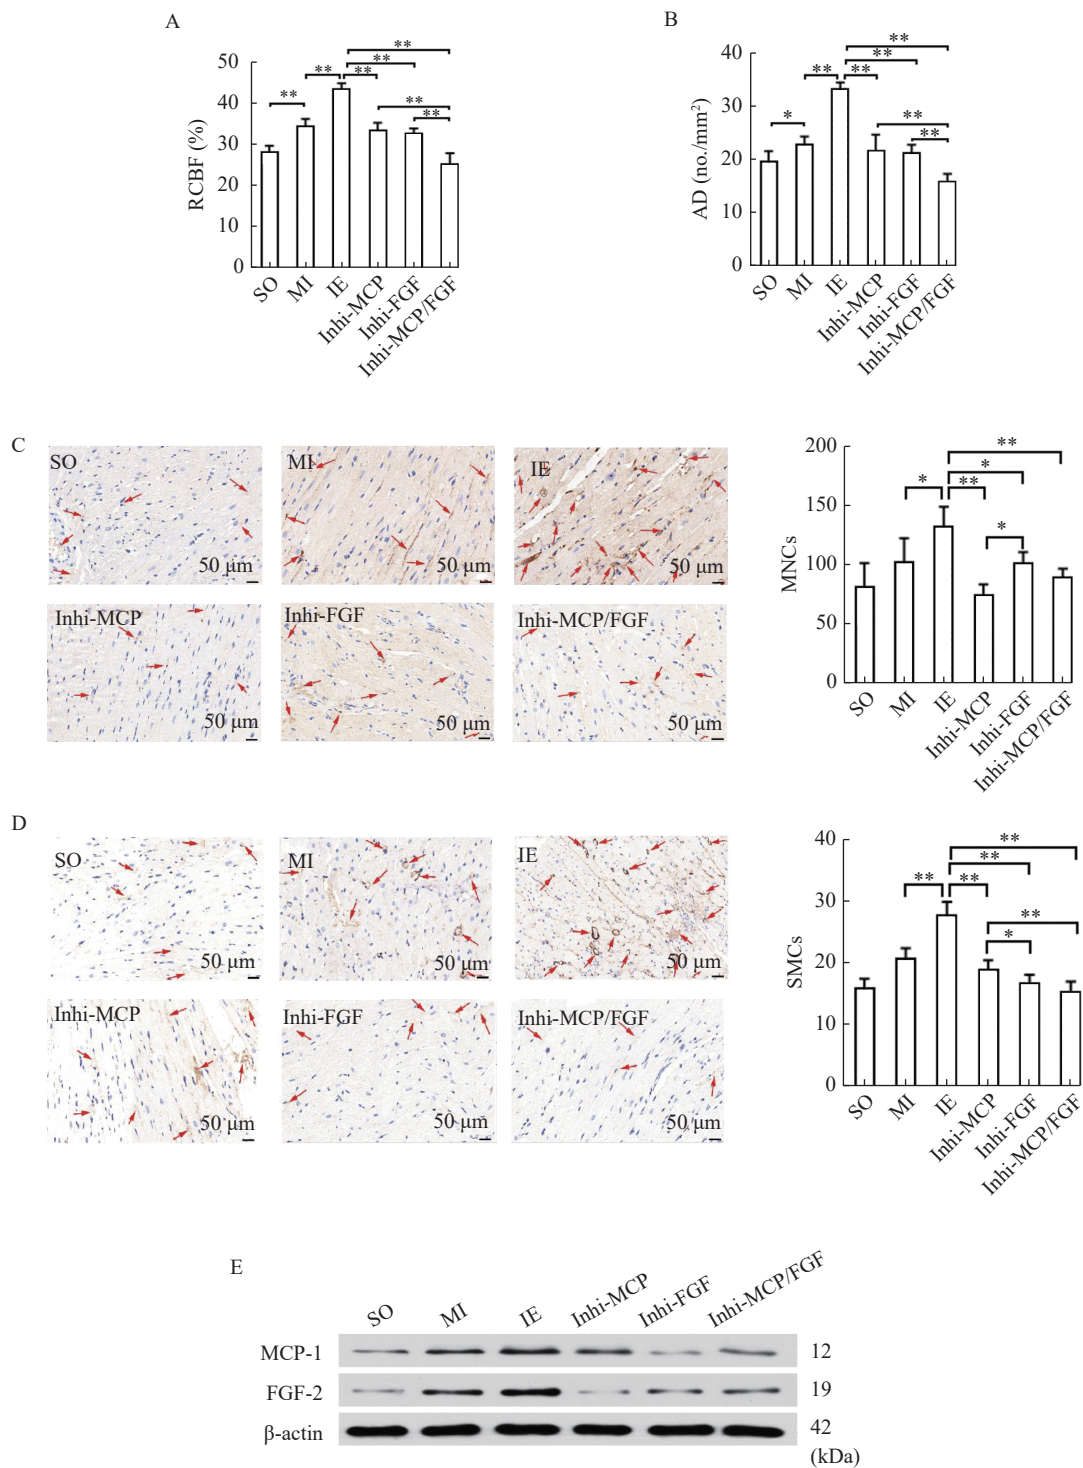 A
RCBF (%)
50
40
30
20
10
0
**
**
**
**
**
**
**
SO
MI
IE
Inhi-MCP
Inhi-FGF
Inhi-MCP/FGF
B
AD (no./mm²)
40
30
20
10
0
*
**
**
**
**
**
**
SO
MI
IE
Inhi-MCP
Inhi-FGF
Inhi-MCP/FGF
C
SO
50 μm
MI
50 μm
IE
50 μm
Inhi-MCP
50 μm
Inhi-FGF
50 μm
Inhi-MCP/FGF
50 μm
MNCs
200
150
100
50
0
*
**
*
**
*
SO
MI
IE
Inhi-MCP
Inhi-FGF
Inhi-MCP/FGF
D
SO
50 μm
MI
50 μm
IE
50 μm
Inhi-MCP
50 μm
Inhi-FGF
50 μm
Inhi-MCP/FGF
50 μm
SMCs
40
30
20
10
0
**
**
**
**
**
*
SO
MI
IE
Inhi-MCP
Inhi-FGF
Inhi-MCP/FGF
E
SO MI IE Inhi-MCP Inhi-FGF Inhi-MCP/FGF
MCP-1 12
FGF-2 19
β-actin 42
(kDa)